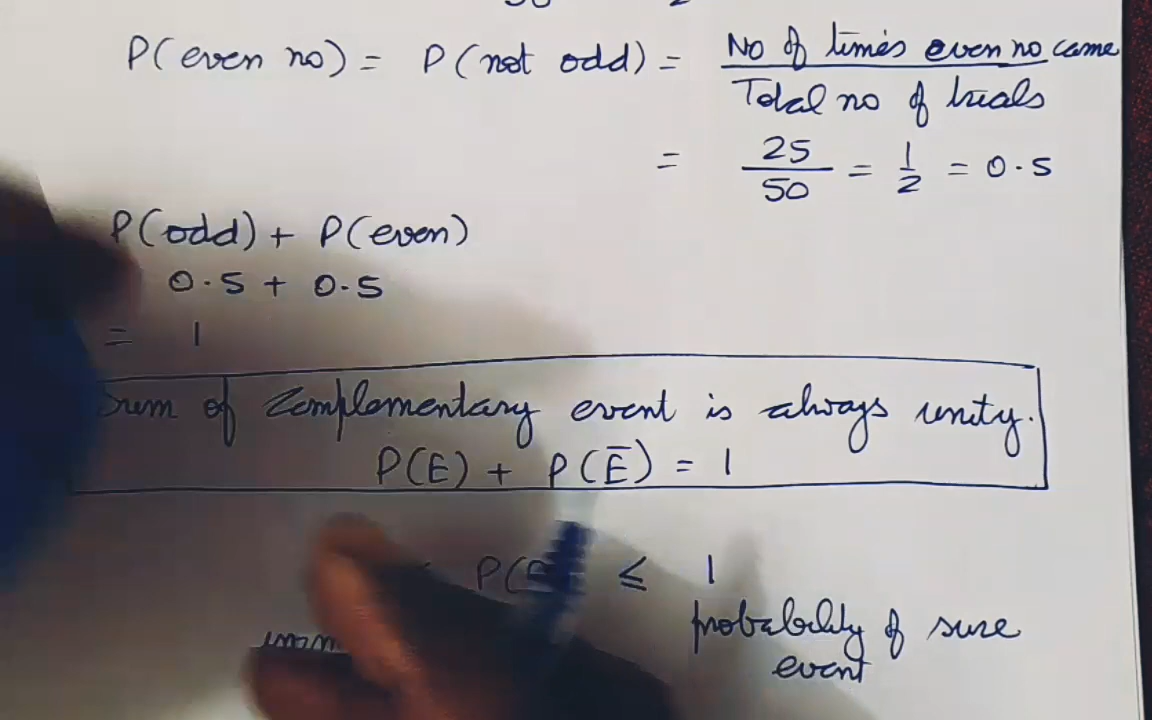 P(even no) = P(not odd) = No of times even no came
Total no of trials
= 25/50 = 1/2 = 0.5
P(odd) + P(even)
0.5 + 0.5
= 1
Sum of Complementary event is always unity.
P(E) + P(Ē) = 1
≤ 1
probability of sure
event